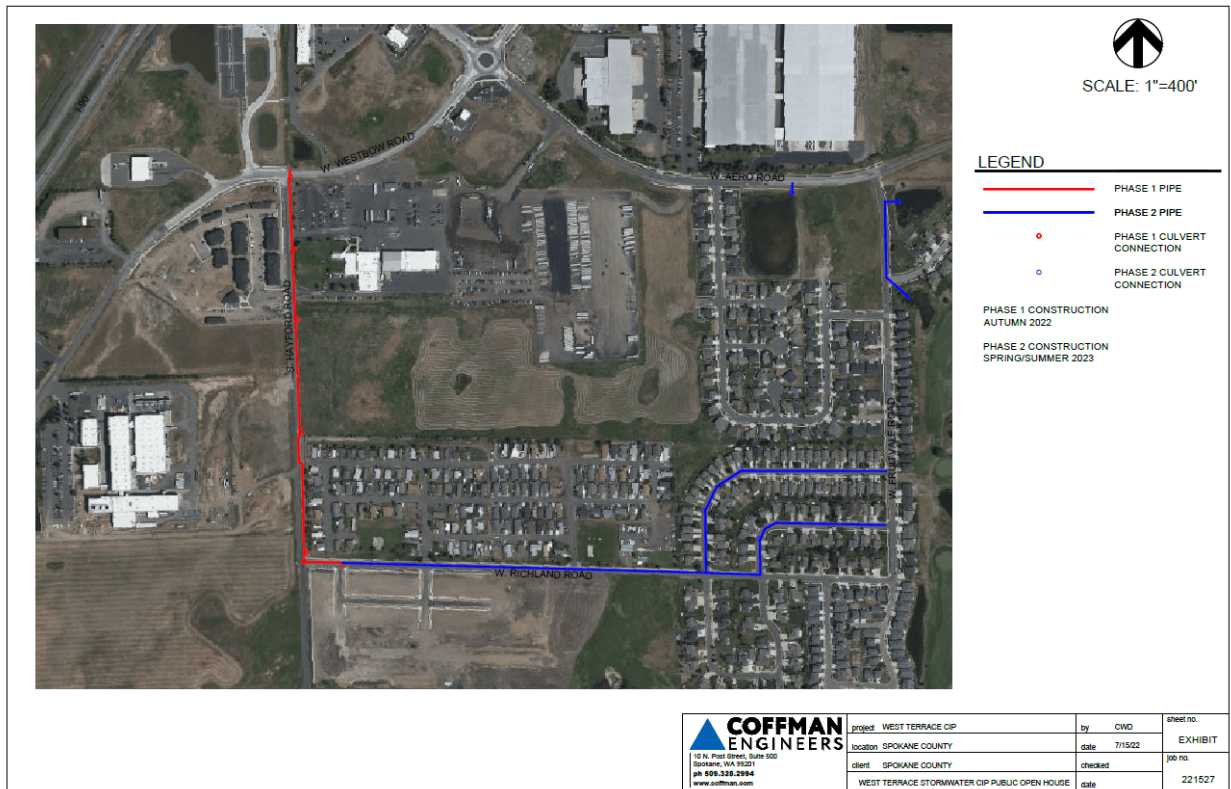 I-90
W. WESTBOW ROAD
W. AERO ROAD
S. HAYFORD ROAD
W. FRUITVALE ROAD
W. RICHLAND ROAD
SCALE: 1"=400'
LEGEND
PHASE 1 PIPE
PHASE 2 PIPE
PHASE 1 CULVERT
CONNECTION
PHASE 2 CULVERT
CONNECTION
PHASE 1 CONSTRUCTION
AUTUMN 2022
PHASE 2 CONSTRUCTION
SPRING/SUMMER 2023
COFFMAN
ENGINEERS
10 N. Post Street, Suite 500
Spokane, WA 99201
ph 509.328.2994
www.coffman.com
project WEST TERRACE CIP
location SPOKANE COUNTY
client SPOKANE COUNTY
WEST TERRACE STORMWATER CIP PUBLIC OPEN HOUSE
by CWD
date 7/15/22
checked
date
sheet no.
EXHIBIT
job no.
221527